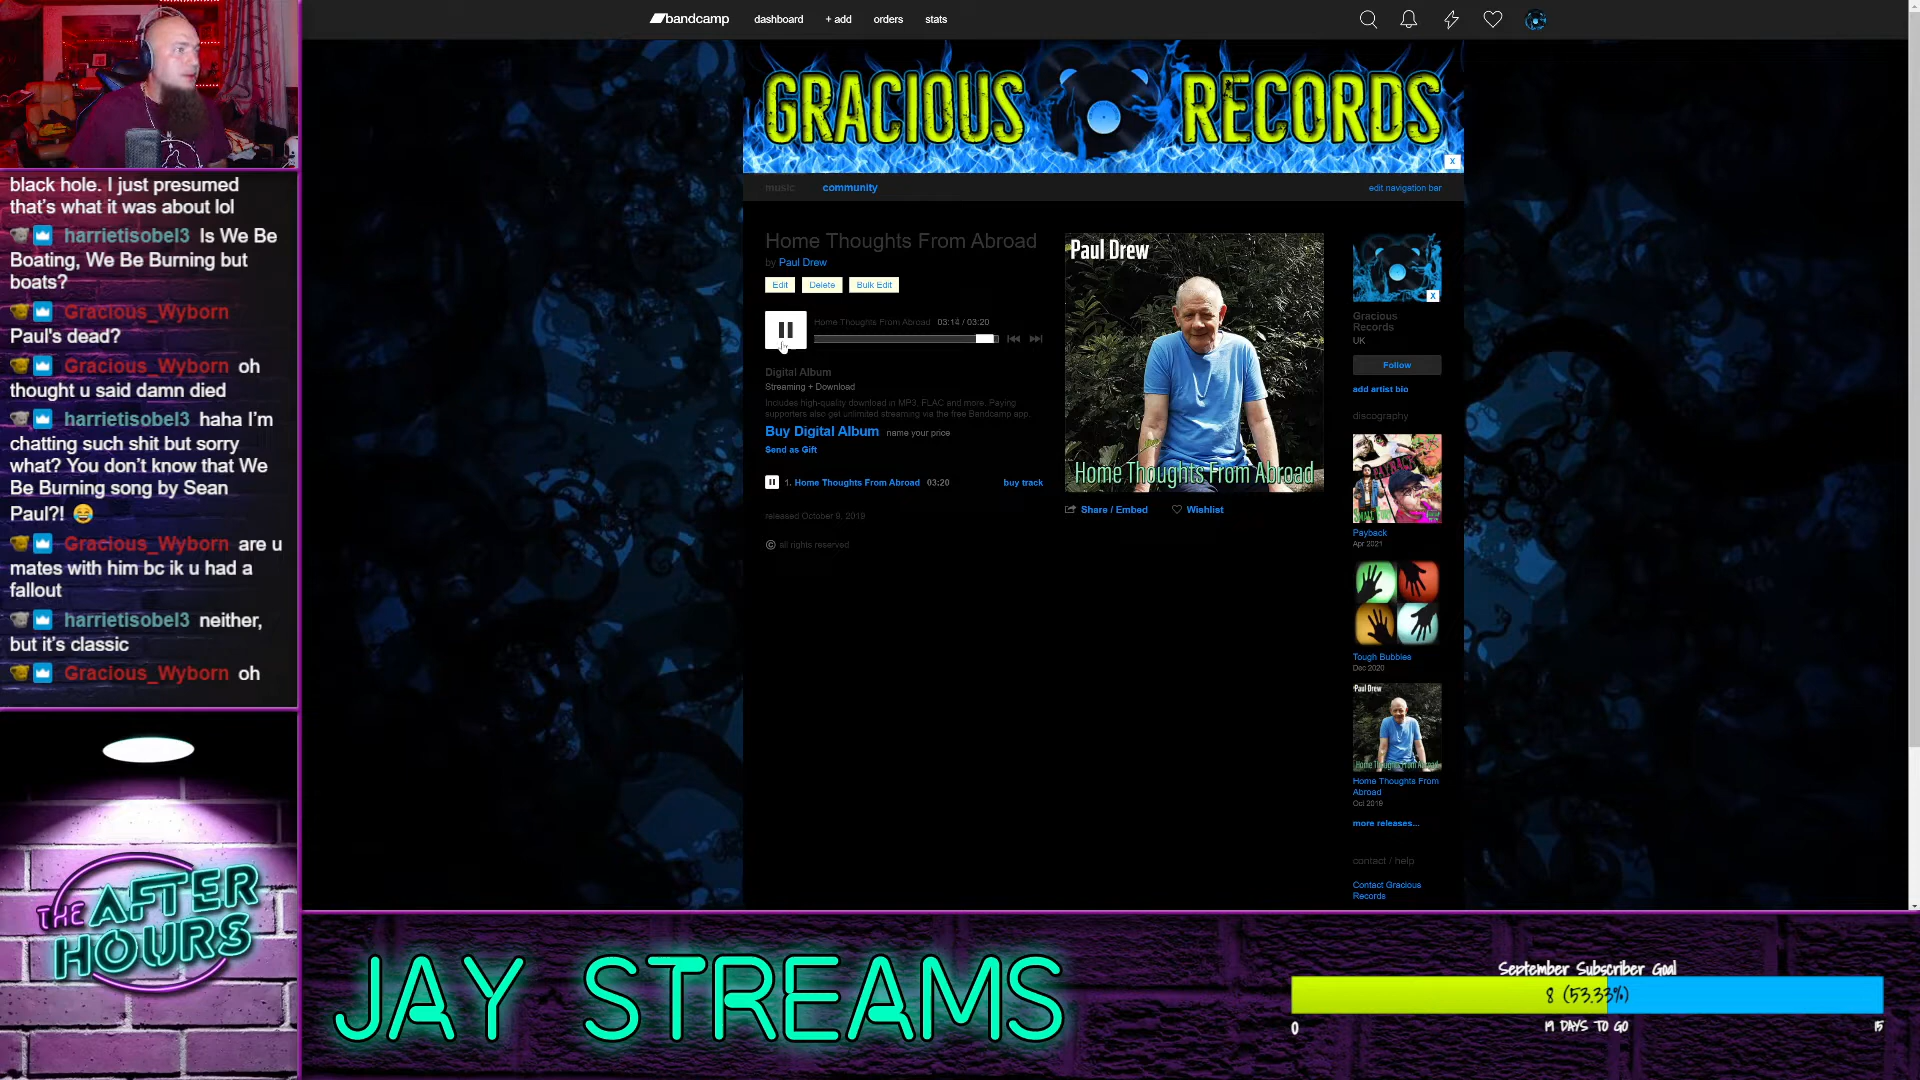 bandcamp
dashboard
+ add
orders
stats
GRACIOUS RECORDS
X
music
community
edit navigation bar
black hole. I just presumed
that's what it was about lol
harrietisobel3 Is We Be
Boating, We Be Burning but
boats?
Gracious_Wyborn
Paul's dead?
Gracious_Wyborn oh
thought u said damn died
harrietisobel3 haha I'm
chatting such shit but sorry
what? You don't know that We
Be Burning song by Sean
Paul?! 😂
Gracious_Wyborn are u
mates with him bc ik u had a
fallout
harrietisobel3 neither,
but it's classic
Gracious_Wyborn oh
THE AFTER
HOURS
Home Thoughts From Abroad
by Paul Drew
Edit
Delete
Bulk Edit
Home Thoughts From Abroad 03:14 / 03:20
Digital Album
Streaming + Download
Includes high-quality download in MP3, FLAC and more. Paying
supporters also get unlimited streaming via the free Bandcamp app.
Buy Digital Album name your price
Send as Gift
1. Home Thoughts From Abroad 03:20 buy track
released October 9, 2019
© all rights reserved
Paul Drew
Home Thoughts From Abroad
Share / Embed
Wishlist
X
Gracious
Records
UK
Follow
add artist bio
discography
PAYBACK
Payback
Apr 2021
Tough Bubbles
Dec 2020
Paul Drew
Home Thoughts From Abroad
Home Thoughts From
Abroad
Oct 2019
more releases...
contact / help
Contact Gracious
Records
JAY STREAMS
September Subscriber Goal
8 (53.33%)
0
19 DAYS TO GO
15